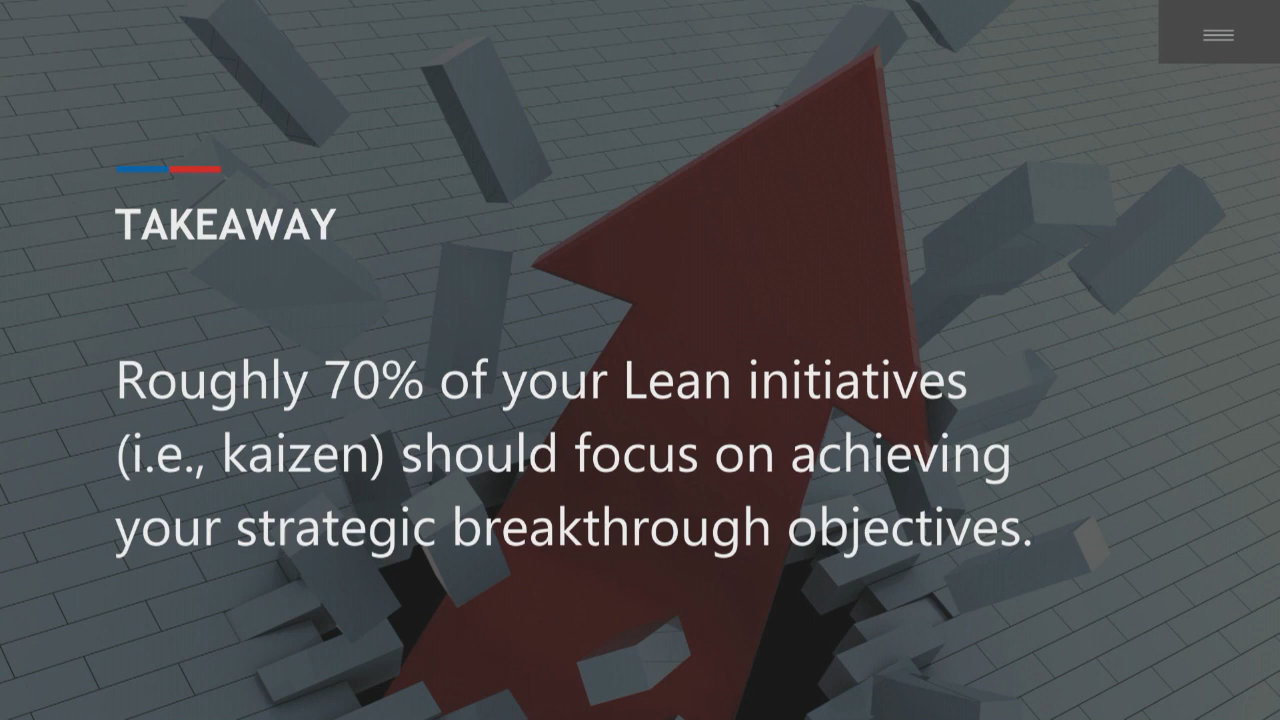 TAKEAWAY
Roughly 70% of your Lean initiatives
(i.e., kaizen) should focus on achieving
your strategic breakthrough objectives.